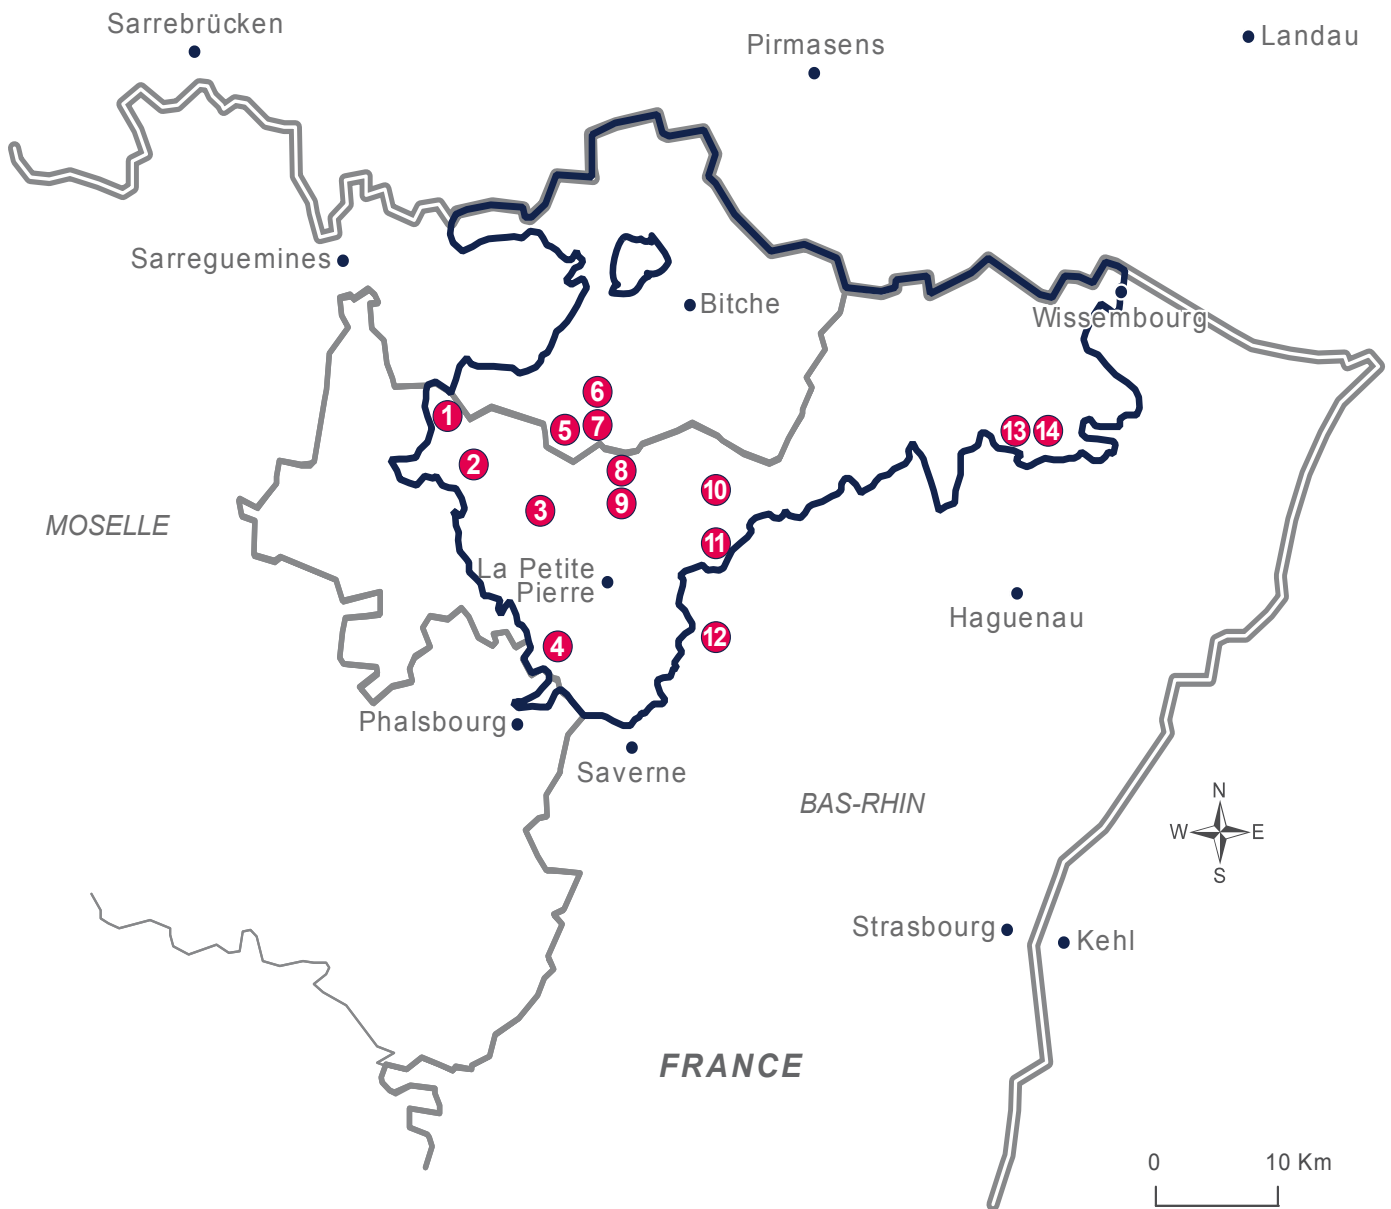 Sarrebrücken
Pirmasens
Landau
Sarreguemines
Bitche
Wissembourg
1
2
3
4
5
6
7
8
9
10
11
12
13
14
MOSELLE
La Petite
Pierre
Haguenau
Phalsbourg
Saverne
BAS-RHIN
N
W
E
S
Strasbourg
Kehl
FRANCE
0
10 Km